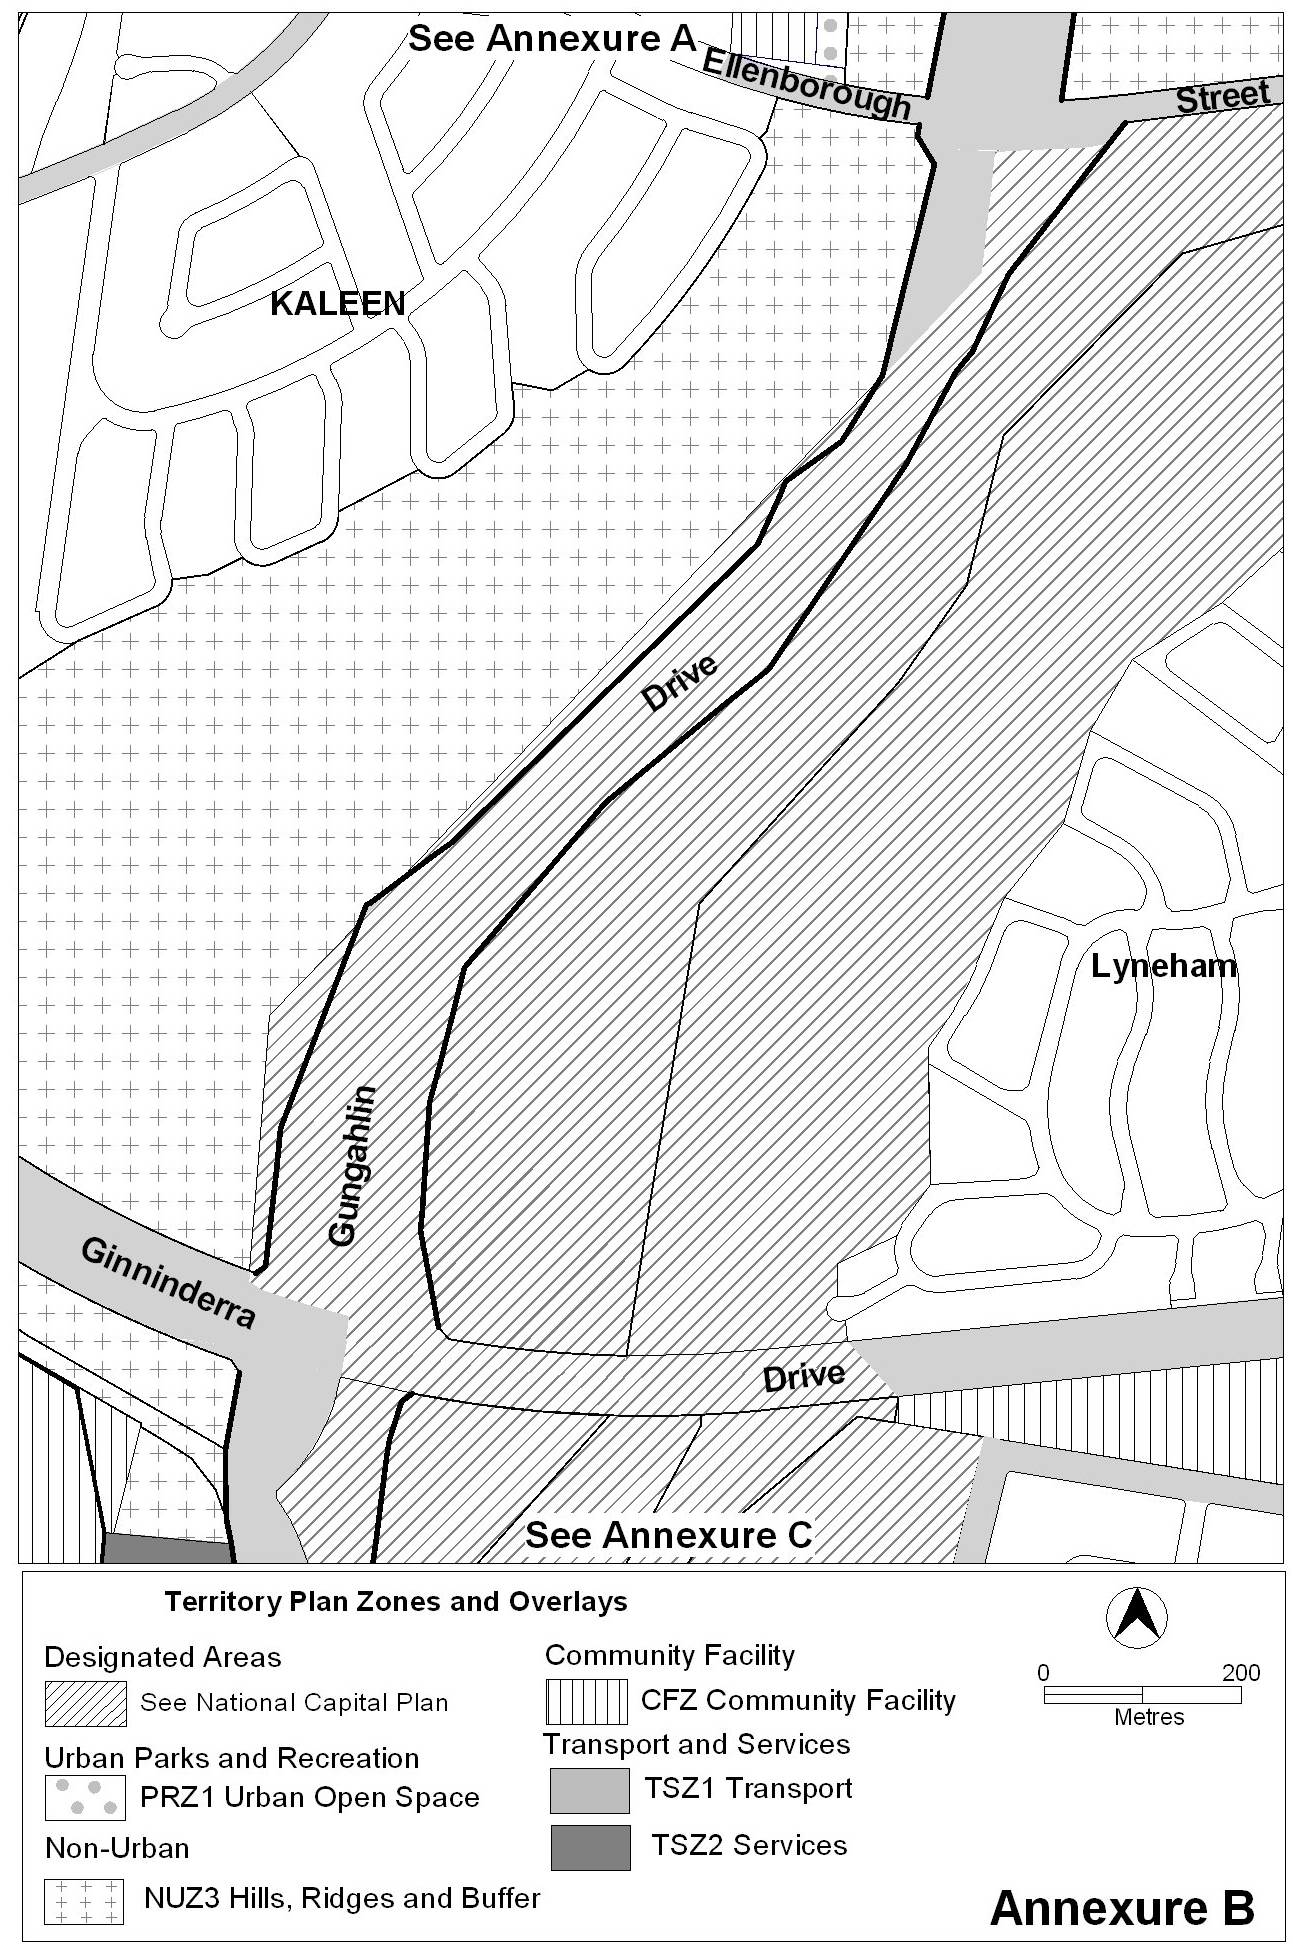 See Annexure A
Ellenborough
Street
KALEEN
Drive
Lyneham
Gungahlin
Ginninderra
Drive
See Annexure C
Territory Plan Zones and Overlays
Designated Areas
See National Capital Plan
Urban Parks and Recreation
PRZ1 Urban Open Space
Non-Urban
NUZ3 Hills, Ridges and Buffer
Community Facility
CFZ Community Facility
Transport and Services
TSZ1 Transport
TSZ2 Services
0 200
Metres
Annexure B